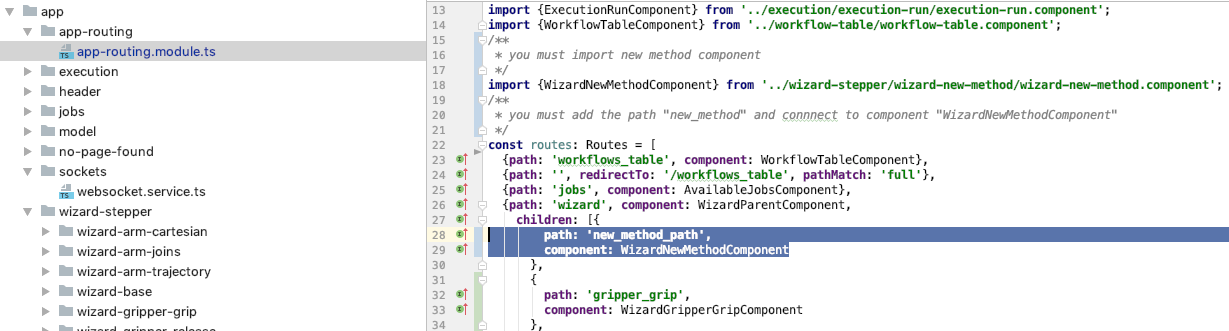 app
app-routing
app-routing.module.ts
execution
header
jobs
model
no-page-found
sockets
websocket.service.ts
wizard-stepper
wizard-arm-cartesian
wizard-arm-joins
wizard-arm-trajectory
wizard-base
wizard-gripper-grip
wizard-gripper-release
13 import {ExecutionRunComponent} from '../execution/execution-run/execution-run.component';
14 import {WorkflowTableComponent} from '../workflow-table/workflow-table.component';
15 /**
16 * you must import new method component
17 */
18 import {WizardNewMethodComponent} from '../wizard-stepper/wizard-new-method/wizard-new-method.component';
19 /**
20 * you must add the path "new_method" and connnect to component "WizardNewMethodComponent"
21 */
22 const routes: Routes = [
23 {path: 'workflows_table', component: WorkflowTableComponent},
24 {path: '', redirectTo: '/workflows_table', pathMatch: 'full'},
25 {path: 'jobs', component: AvailableJobsComponent},
26 {path: 'wizard', component: WizardParentComponent,
27 children: [{
28 path: 'new_method_path',
29 component: WizardNewMethodComponent
30 },
31 {
32 path: 'gripper_grip',
33 component: WizardGripperGripComponent
34 },